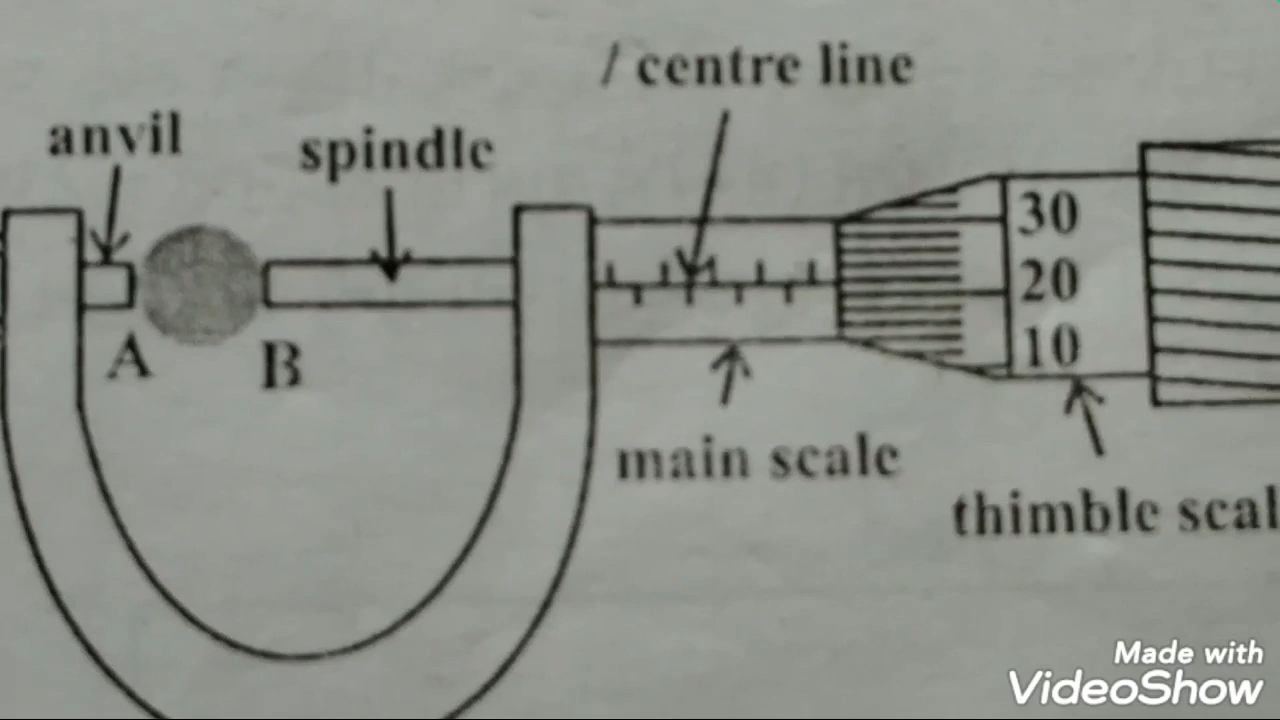 / centre line
anvil
spindle
30
20
10
A
B
main scale
thimble scal
Made with
VideoShow